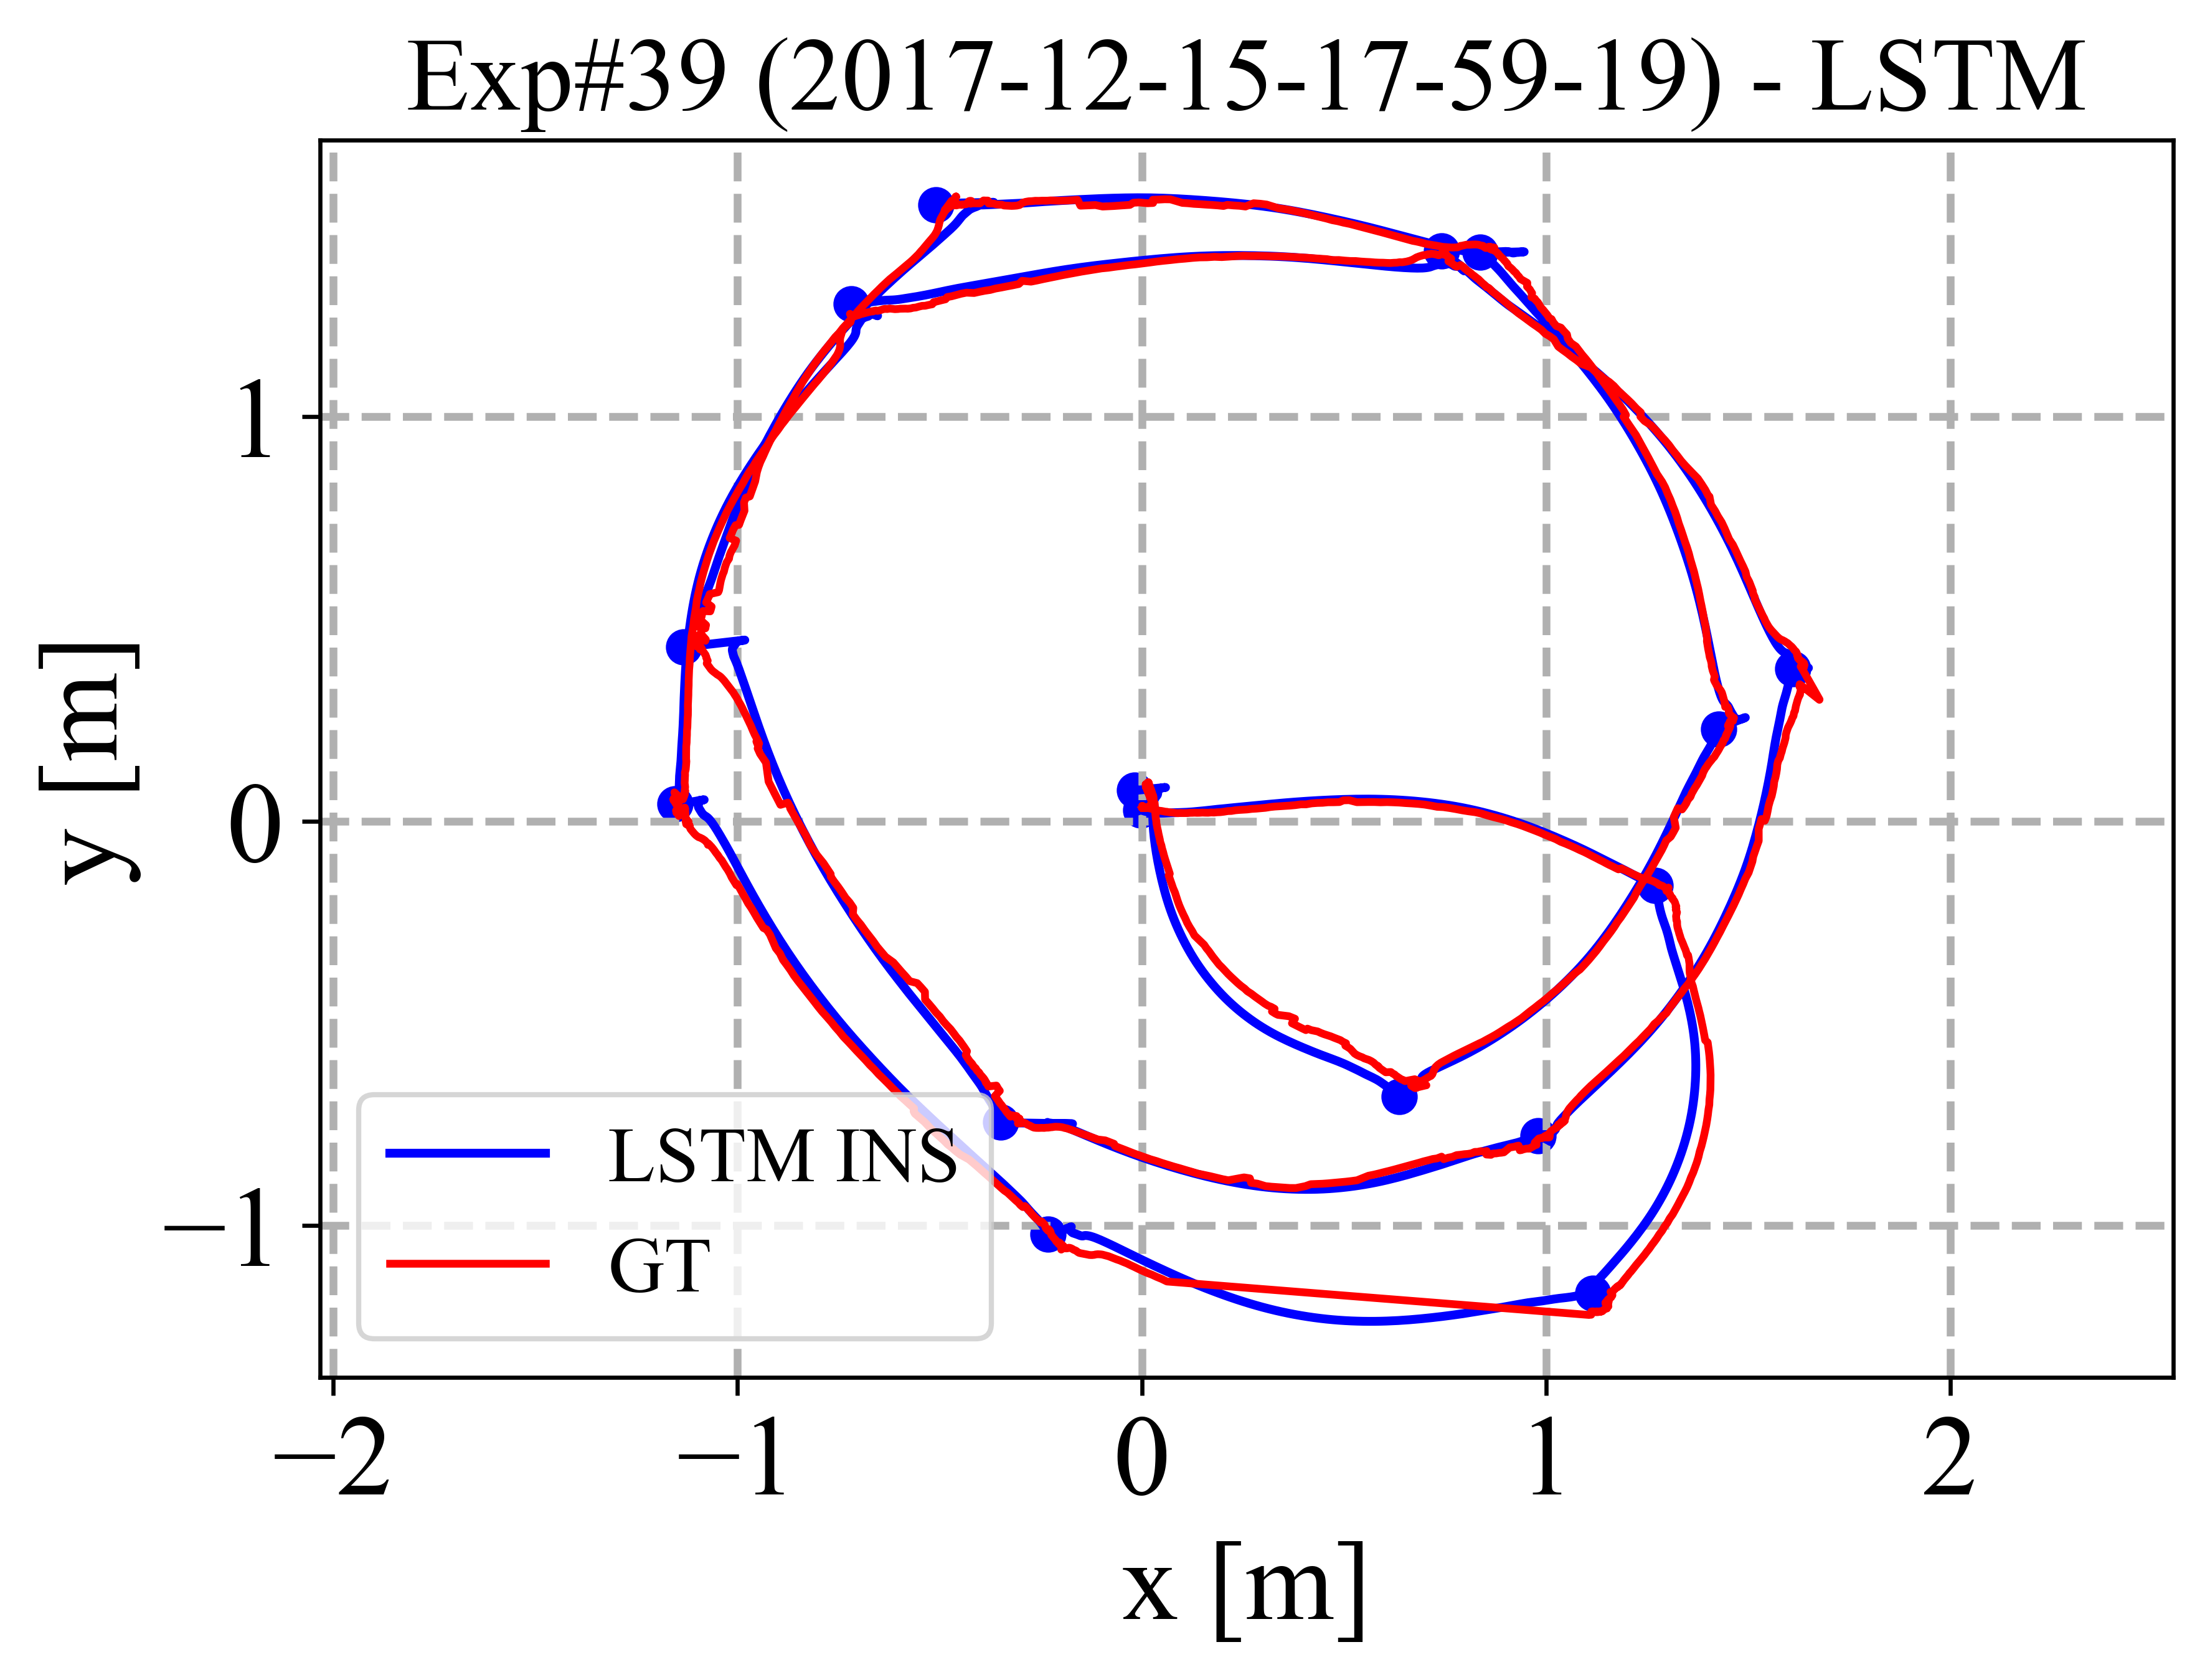 Exp#39 (2017-12-15-17-59-19) - LSTM
y [m]
1
0
−1
LSTM INS
GT
−2 −1 0 1 2
x [m]